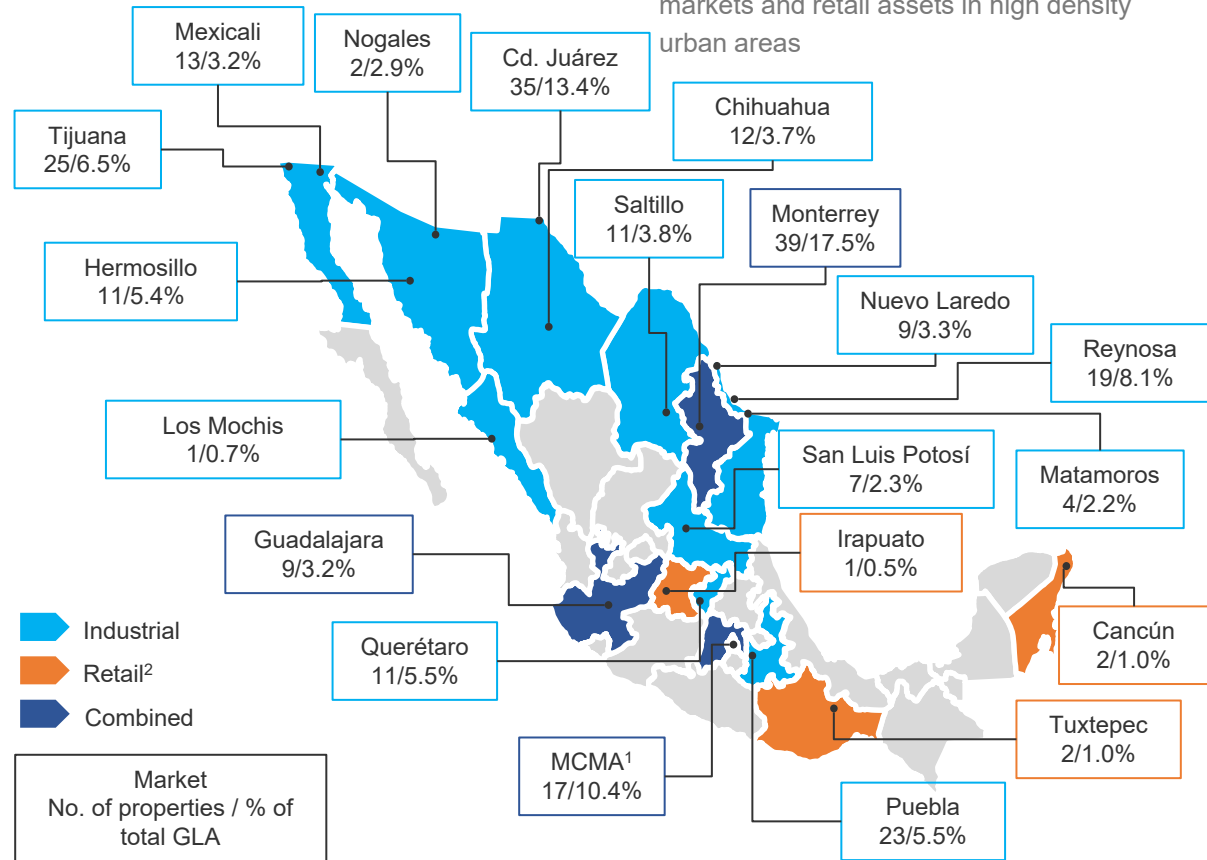 markets and retail assets in high density
urban areas
Mexicali
13/3.2%
Nogales
2/2.9%
Cd. Juárez
35/13.4%
Chihuahua
12/3.7%
Tijuana
25/6.5%
Saltillo
11/3.8%
Monterrey
39/17.5%
Hermosillo
11/5.4%
Nuevo Laredo
9/3.3%
Reynosa
19/8.1%
Los Mochis
1/0.7%
San Luis Potosí
7/2.3%
Matamoros
4/2.2%
Guadalajara
9/3.2%
Irapuato
1/0.5%
Industrial
Retail²
Combined
Querétaro
11/5.5%
Cancún
2/1.0%
Tuxtepec
2/1.0%
MCMA¹
17/10.4%
Puebla
23/5.5%
Market
No. of properties / % of
total GLA